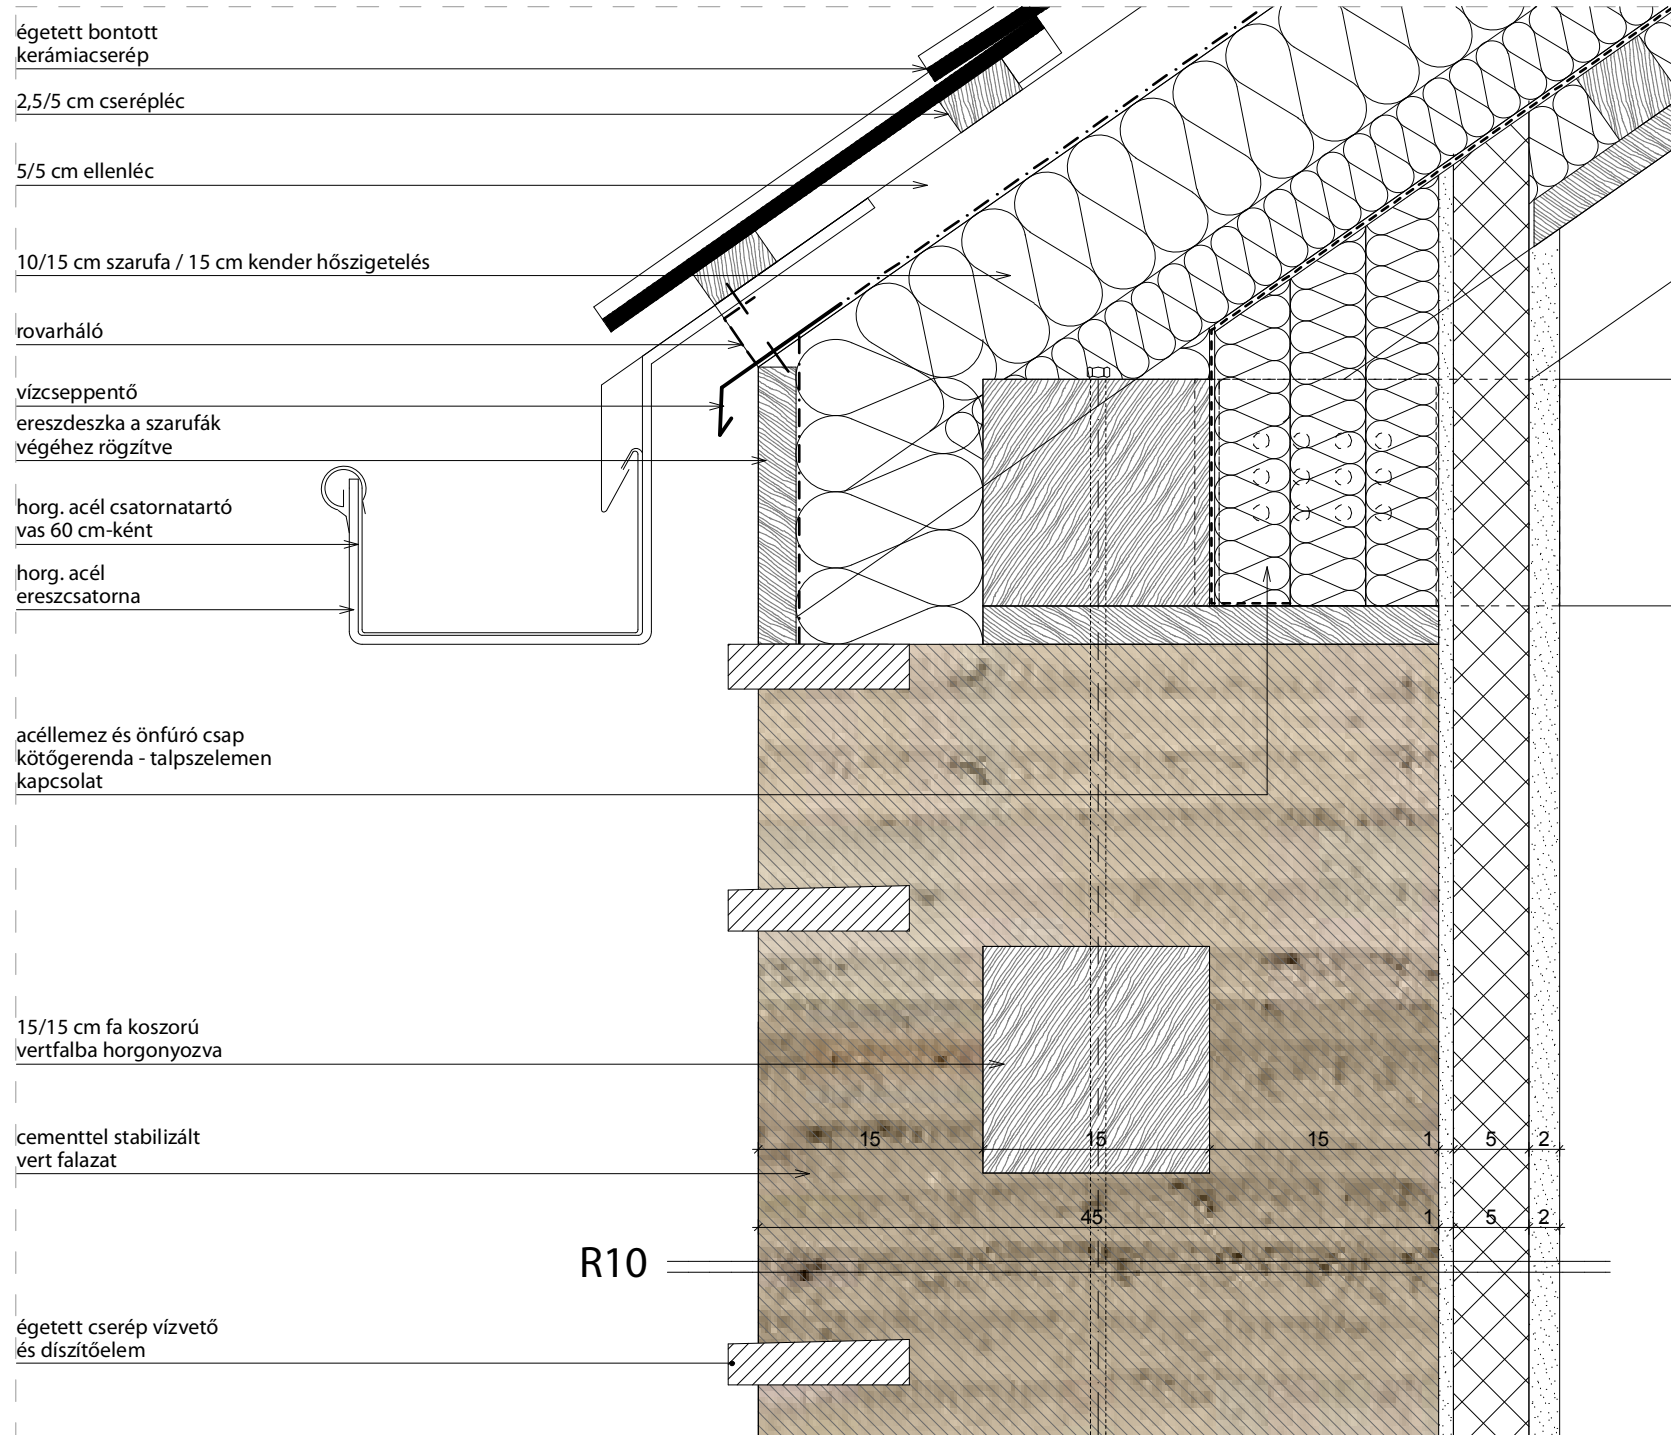 égetett bontott
kerámiacserép
2,5/5 cm cserépléc
5/5 cm ellenléc
10/15 cm szarufa / 15 cm kender hőszigetelés
rovarháló
vízcseppentő
ereszdeszka a szarufák
végéhez rögzítve
horg. acél csatornatartó
vas 60 cm-ként
horg. acél
ereszcsatorna
acéllemez és önfúró csap
kötőgerenda - talpszelemen
kapcsolat
15/15 cm fa koszorú
vertfalba horgonyozva
cementtel stabilizált
vert falazat
15 15 15 1 5 2
45 1 5 2
R10
égetett cserép vízvető
és díszítőelem